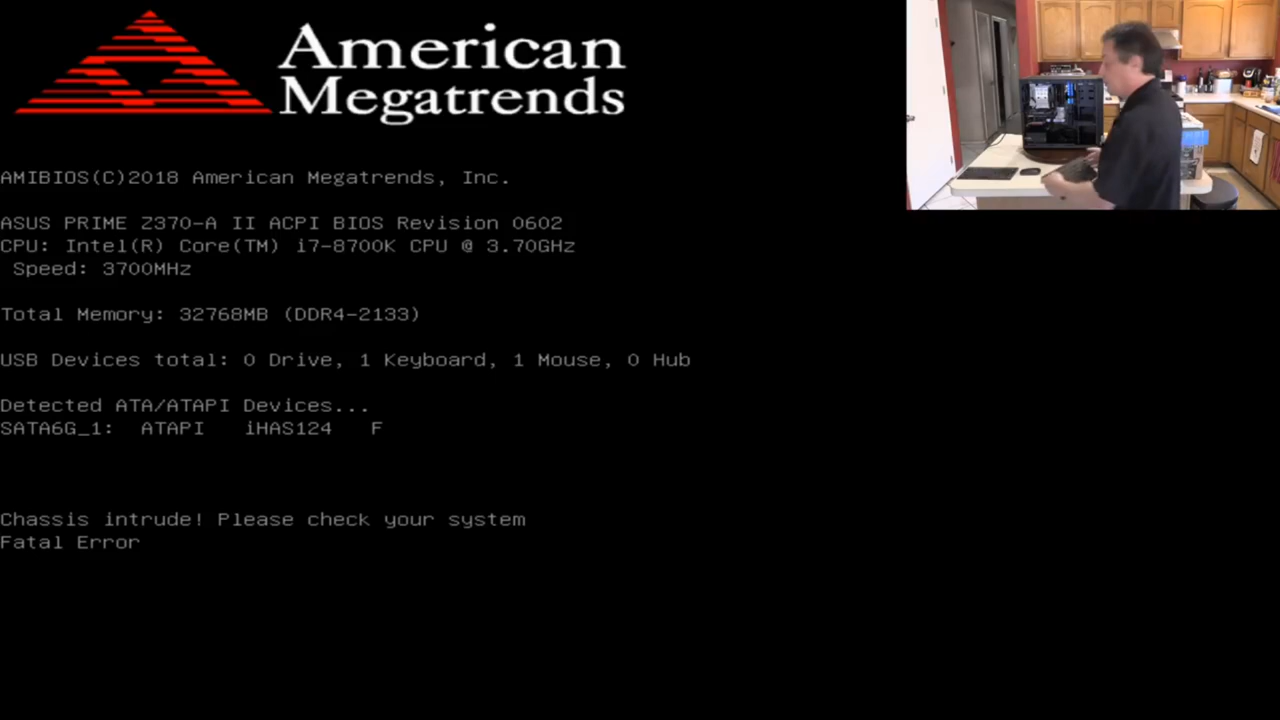 American
Megatrends
AMIBIOS(C)2018 American Megatrends, Inc.
ASUS PRIME Z370-A II ACPI BIOS Revision 0602
CPU: Intel(R) Core(TM) i7-8700K CPU @ 3.70GHz
Speed: 3700MHz
Total Memory: 32768MB (DDR4-2133)
USB Devices total: 0 Drive, 1 Keyboard, 1 Mouse, 0 Hub
Detected ATA/ATAPI Devices...
SATA6G_1: ATAPI iHAS124 F
Chassis intrude! Please check your system
Fatal Error